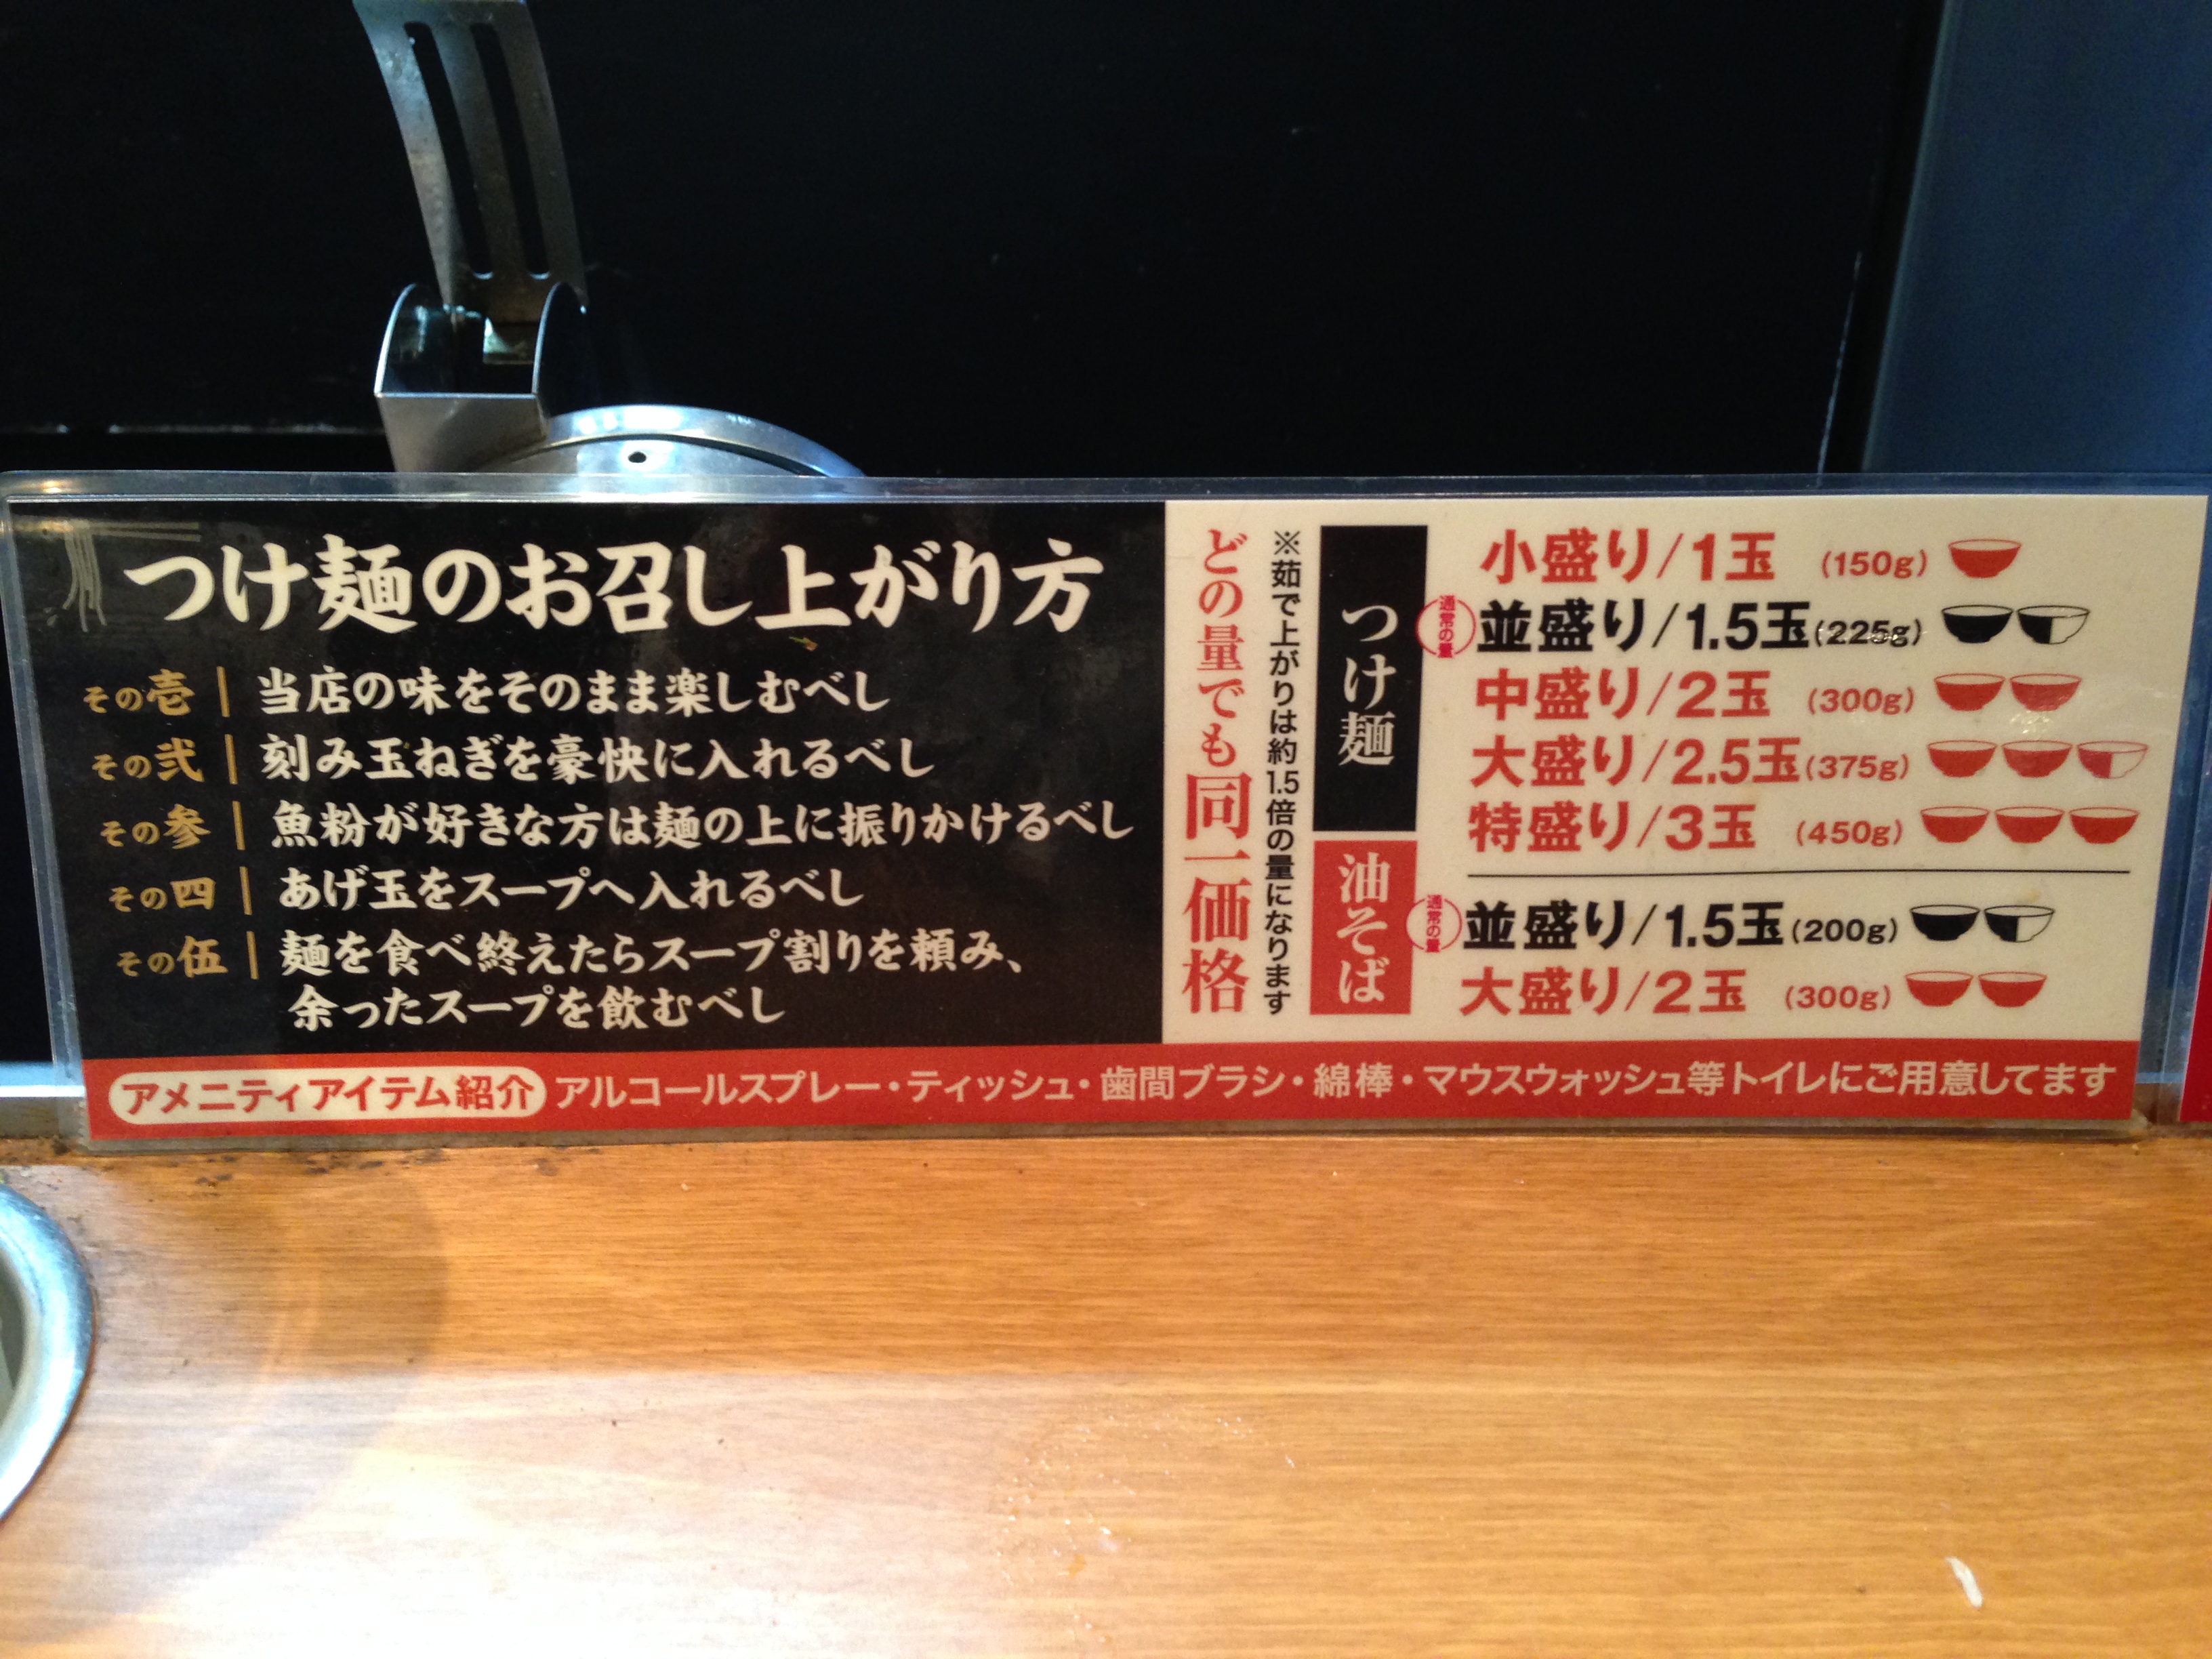 つけ麺のお召し上がり方
その壱｜当店の味をそのまま楽しむべし
その弐｜刻み玉ねぎを豪快に入れるべし
その参｜魚粉が好きな方は麺の上に振りかけるべし
その四｜あげ玉をスープへ入れるべし
その伍｜麺を食べ終えたらスープ割りを頼み、
余ったスープを飲むべし
どの量でも同一価格
※茹で上がりは約1.5倍の量になります
つけ麺
小盛り/1玉 (150g)
通常の量 並盛り/1.5玉(225g)
中盛り/2玉 (300g)
大盛り/2.5玉(375g)
特盛り/3玉 (450g)
油そば
通常の量 並盛り/1.5玉(200g)
大盛り/2玉 (300g)
アメニティアイテム紹介 アルコールスプレー・ティッシュ・歯間ブラシ・綿棒・マウスウォッシュ等トイレにご用意してます